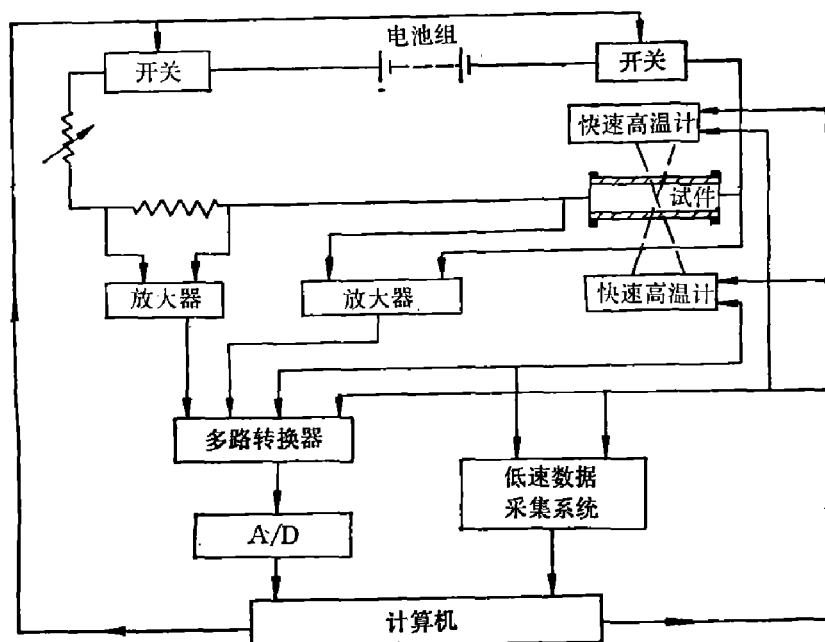 电池组
开关
开关
快速高温计
试件
快速高温计
放大器
放大器
多路转换器
低速数据
采集系统
A/D
计算机